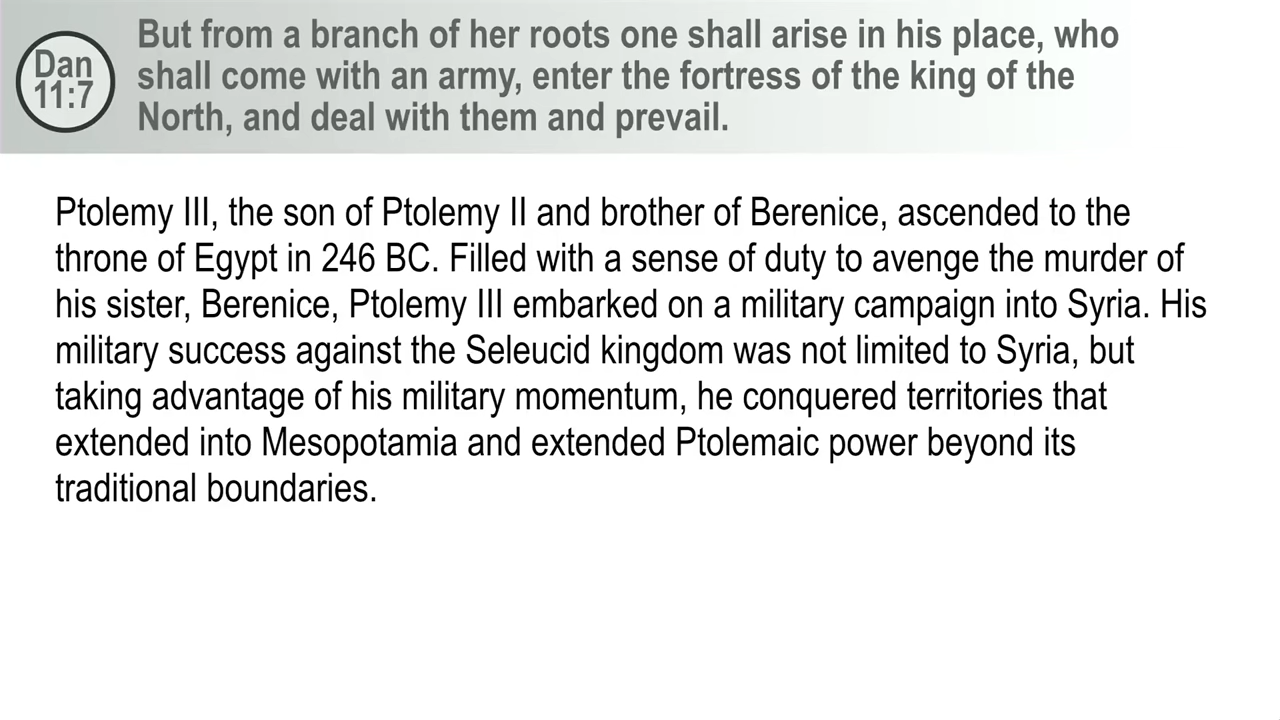 Dan
11:7
But from a branch of her roots one shall arise in his place, who
shall come with an army, enter the fortress of the king of the
North, and deal with them and prevail.
Ptolemy III, the son of Ptolemy II and brother of Berenice, ascended to the
throne of Egypt in 246 BC. Filled with a sense of duty to avenge the murder of
his sister, Berenice, Ptolemy III embarked on a military campaign into Syria. His
military success against the Seleucid kingdom was not limited to Syria, but
taking advantage of his military momentum, he conquered territories that
extended into Mesopotamia and extended Ptolemaic power beyond its
traditional boundaries.